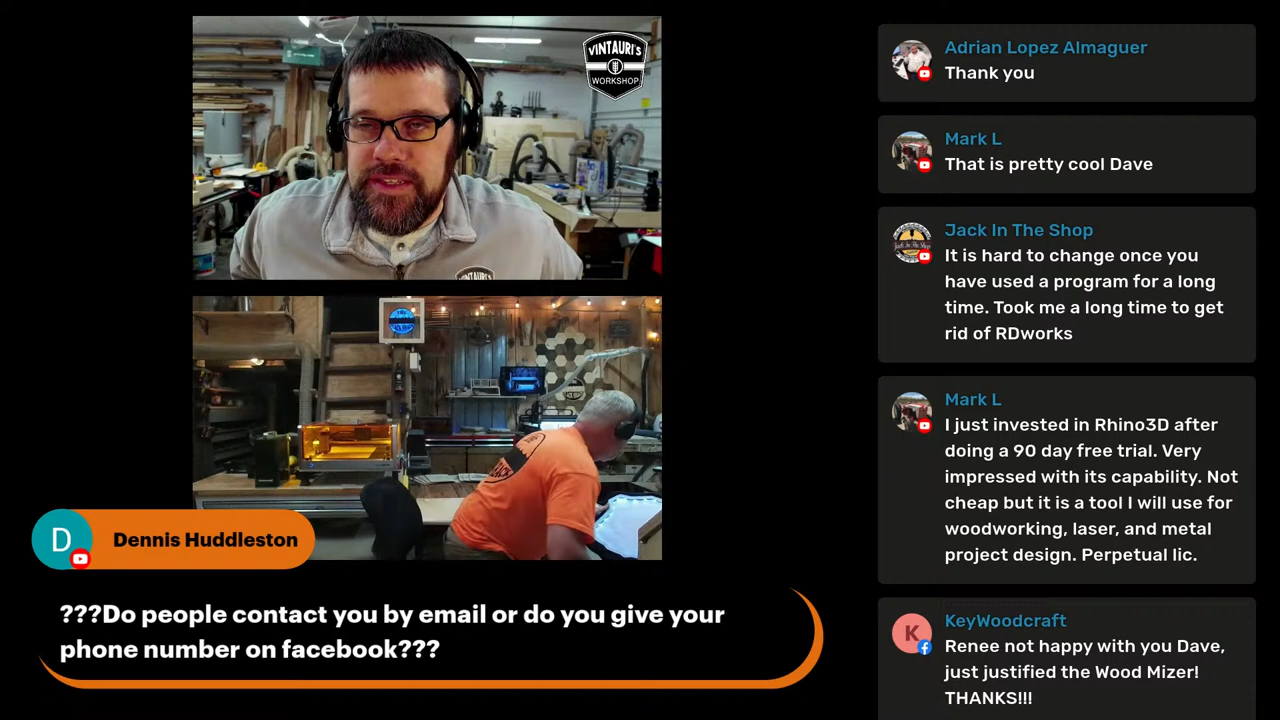 VINTAURI'S
WORKSHOP
VINTAURI'S
Dennis Huddleston
D
???Do people contact you by email or do you give your
phone number on facebook???
Adrian Lopez Almaguer
Thank you
Mark L
That is pretty cool Dave
Jack In The Shop
It is hard to change once you
have used a program for a long
time. Took me a long time to get
rid of RDworks
Mark L
I just invested in Rhino3D after
doing a 90 day free trial. Very
impressed with its capability. Not
cheap but it is a tool I will use for
woodworking, laser, and metal
project design. Perpetual lic.
K
KeyWoodcraft
Renee not happy with you Dave,
just justified the Wood Mizer!
THANKS!!!